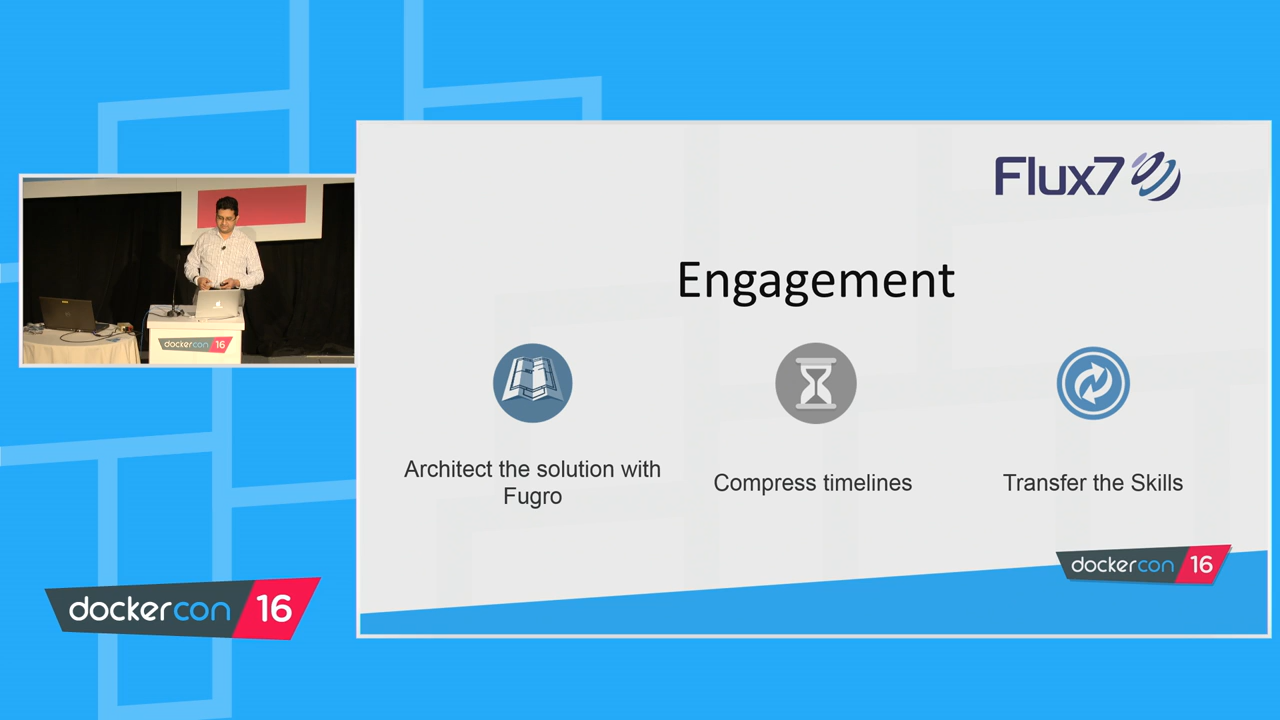 Flux7
Engagement
Architect the solution with
Fugro
Compress timelines
Transfer the Skills
dockercon 16
dockercon 16
dockercon 16